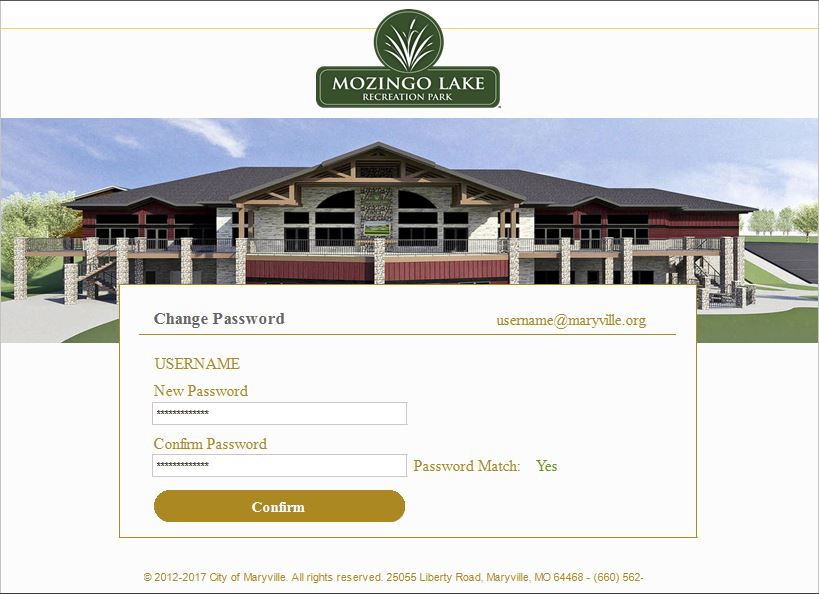 MOZINGO LAKE
RECREATION PARK
Change Password
username@maryville.org
USERNAME
New Password
*************
Confirm Password
************* Password Match: Yes
Confirm
© 2012-2017 City of Maryville. All rights reserved. 25055 Liberty Road, Maryville, MO 64468 - (660) 562-